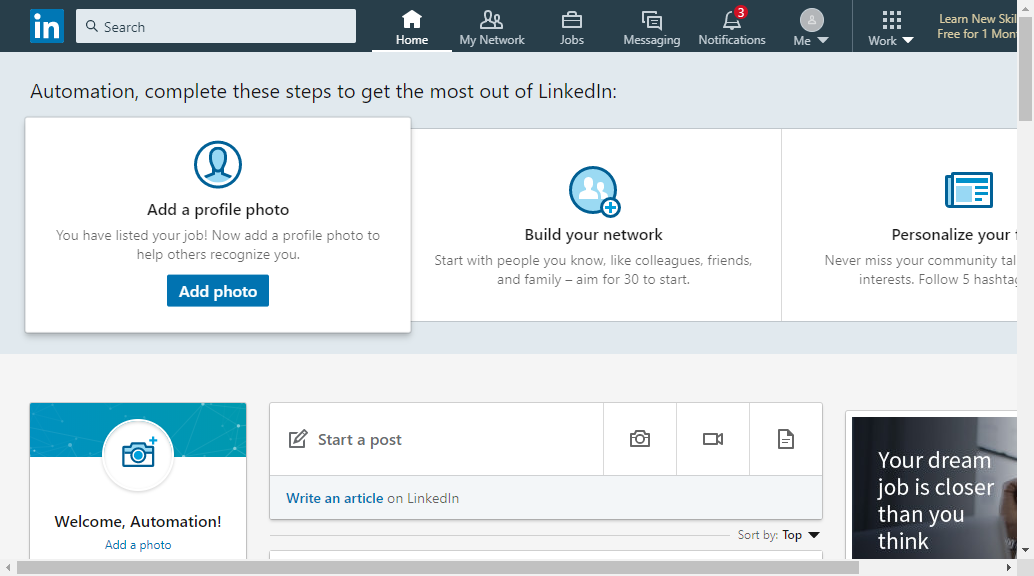 in
Search
Home
My Network
Jobs
Messaging
3
Notifications
Me
Work
Learn New Skil
Free for 1 Mon
Automation, complete these steps to get the most out of LinkedIn:
Add a profile photo
You have listed your job! Now add a profile photo to
help others recognize you.
Add photo
Build your network
Start with people you know, like colleagues, friends,
and family – aim for 30 to start.
Personalize your
Never miss your community tal
interests. Follow 5 hashtag
Welcome, Automation!
Add a photo
Start a post
Write an article on LinkedIn
Sort by: Top
Your dream
job is closer
than you
think